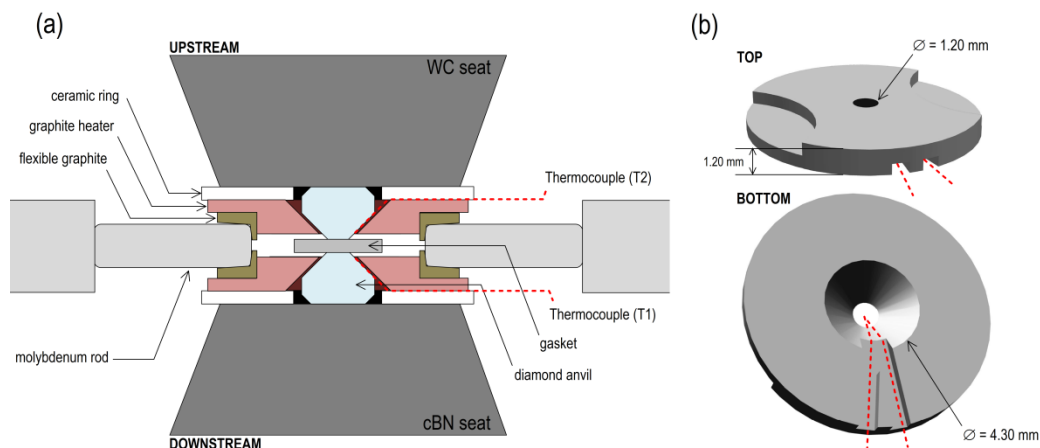 (a)
UPSTREAM
WC seat
ceramic ring
graphite heater
flexible graphite
Thermocouple (T2)
Thermocouple (T1)
gasket
molybdenum rod
diamond anvil
cBN seat
DOWNSTREAM
(b)
∅ = 1.20 mm
TOP
1.20 mm
BOTTOM
∅ = 4.30 mm